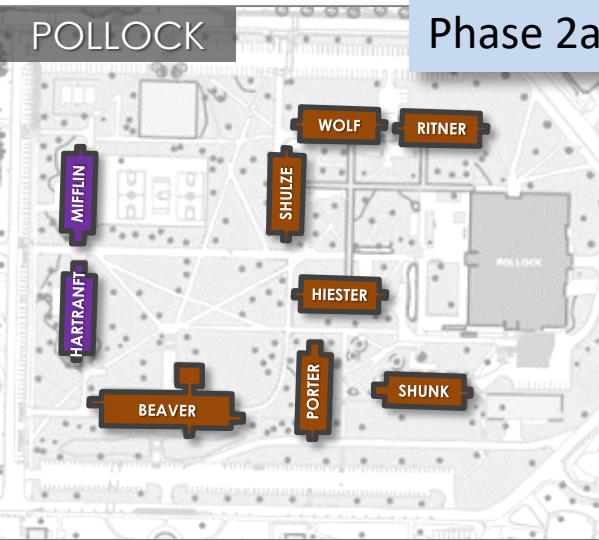 POLLOCK
Phase 2a
WOLF
RITNER
MIFFLIN
SHULZE
POLLOCK
HARTRANFT
HIESTER
PORTER
SHUNK
BEAVER